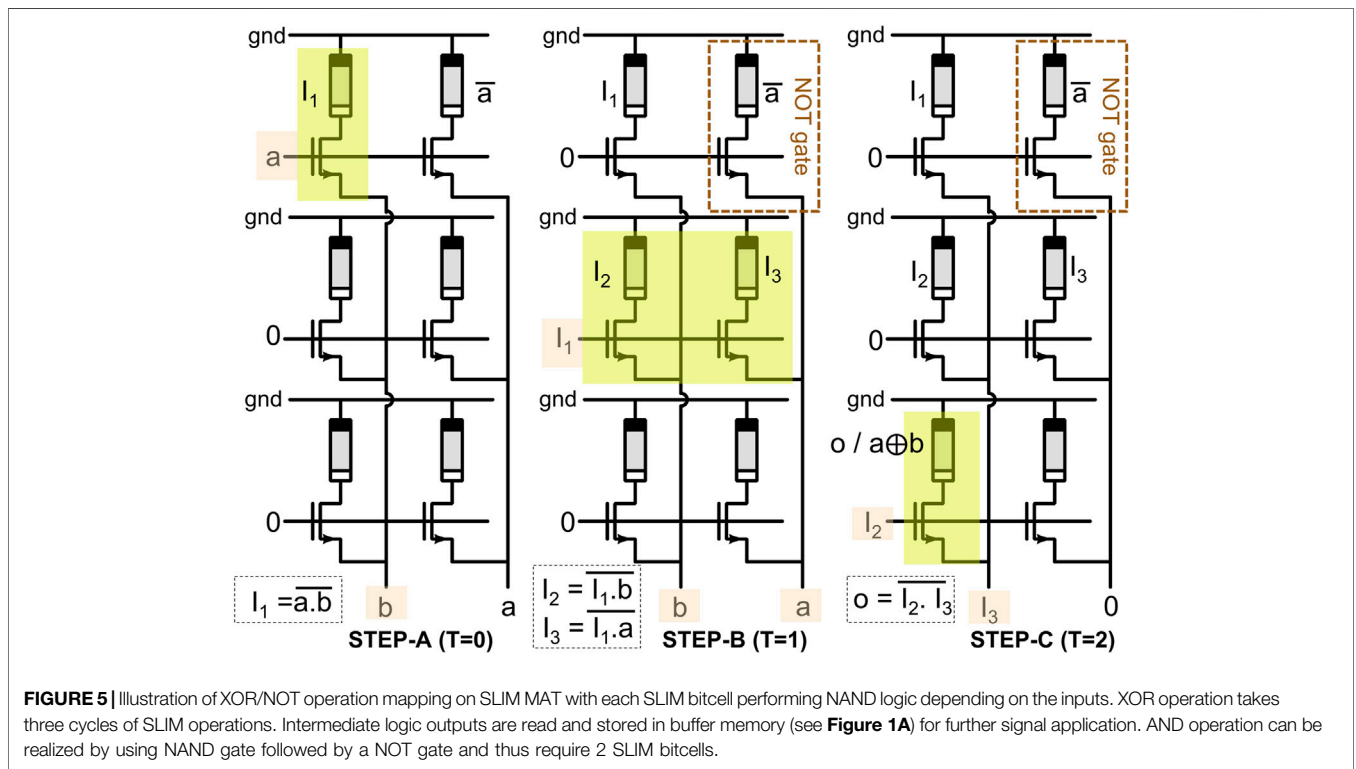 gnd
I₁
a̅
a
0
gnd
0
gnd
I₁ = a.b̅
b
a
STEP-A (T=0)
gnd
I₁
a̅
NOT gate
0
gnd
I₂
I₃
I₁
gnd
0
I₂ = I₁.b
I₃ = I₁.a
b
a
STEP-B (T=1)
gnd
I₁
a̅
NOT gate
0
gnd
I₂
I₃
0
gnd
o / a⊕b
I₂
o = I₂. I₃
I₃
0
STEP-C (T=2)
FIGURE 5 | Illustration of XOR/NOT operation mapping on SLIM MAT with each SLIM bitcell performing NAND logic depending on the inputs. XOR operation takes
three cycles of SLIM operations. Intermediate logic outputs are read and stored in buffer memory (see Figure 1A) for further signal application. AND operation can be
realized by using NAND gate followed by a NOT gate and thus require 2 SLIM bitcells.